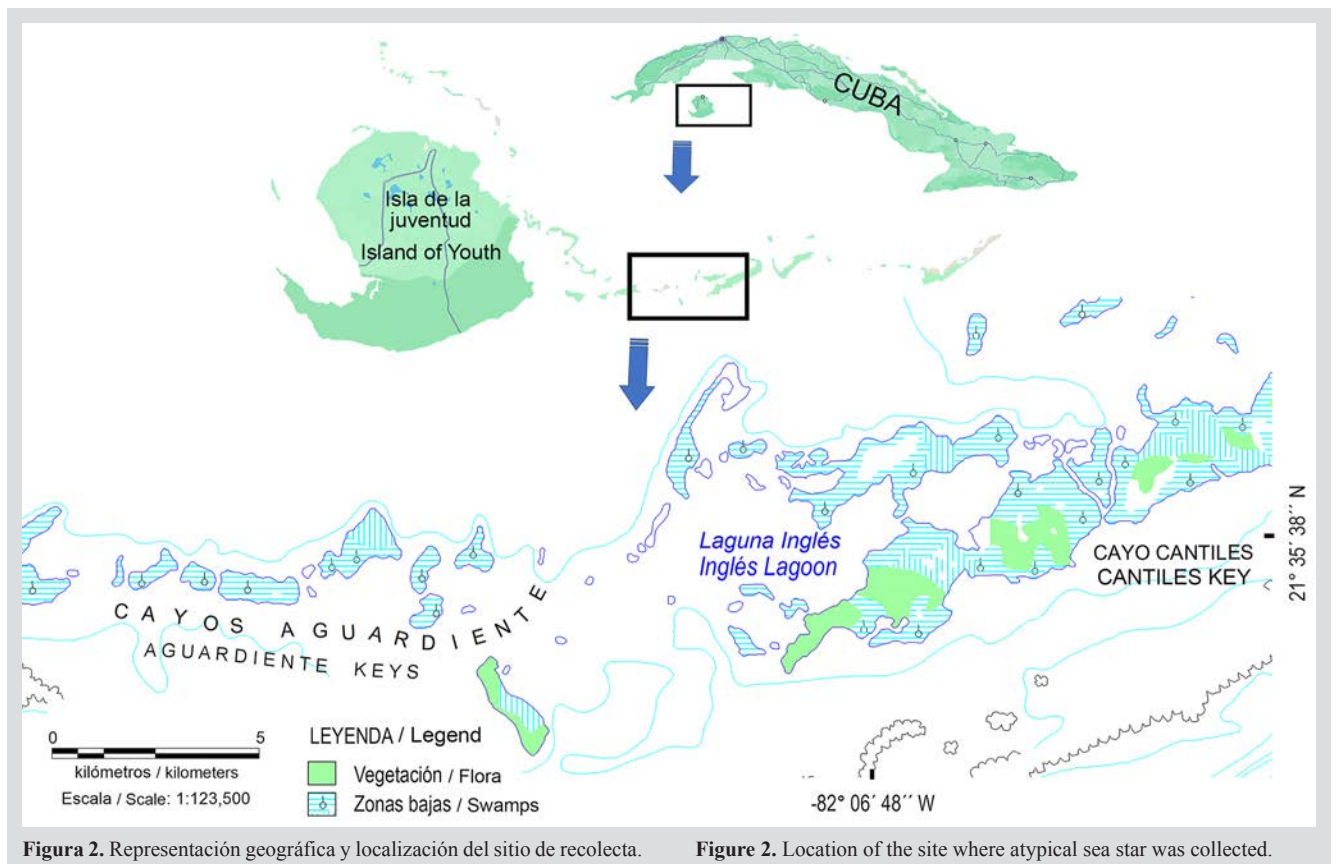 CUBA
Isla de la
juventud
Island of Youth
Laguna Inglés
Inglés Lagoon
CAYO CANTILES
CANTILES KEY
21° 35´ 38´´ N
CAYOS AGUARDIENTE
AGUARDIENTE KEYS
0 5
kilómetros / kilometers
Escala / Scale: 1:123,500
LEYENDA / Legend
Vegetación / Flora
Zonas bajas / Swamps
-82° 06´ 48´´ W
Figura 2. Representación geográfica y localización del sitio de recolecta.
Figure 2. Location of the site where atypical sea star was collected.